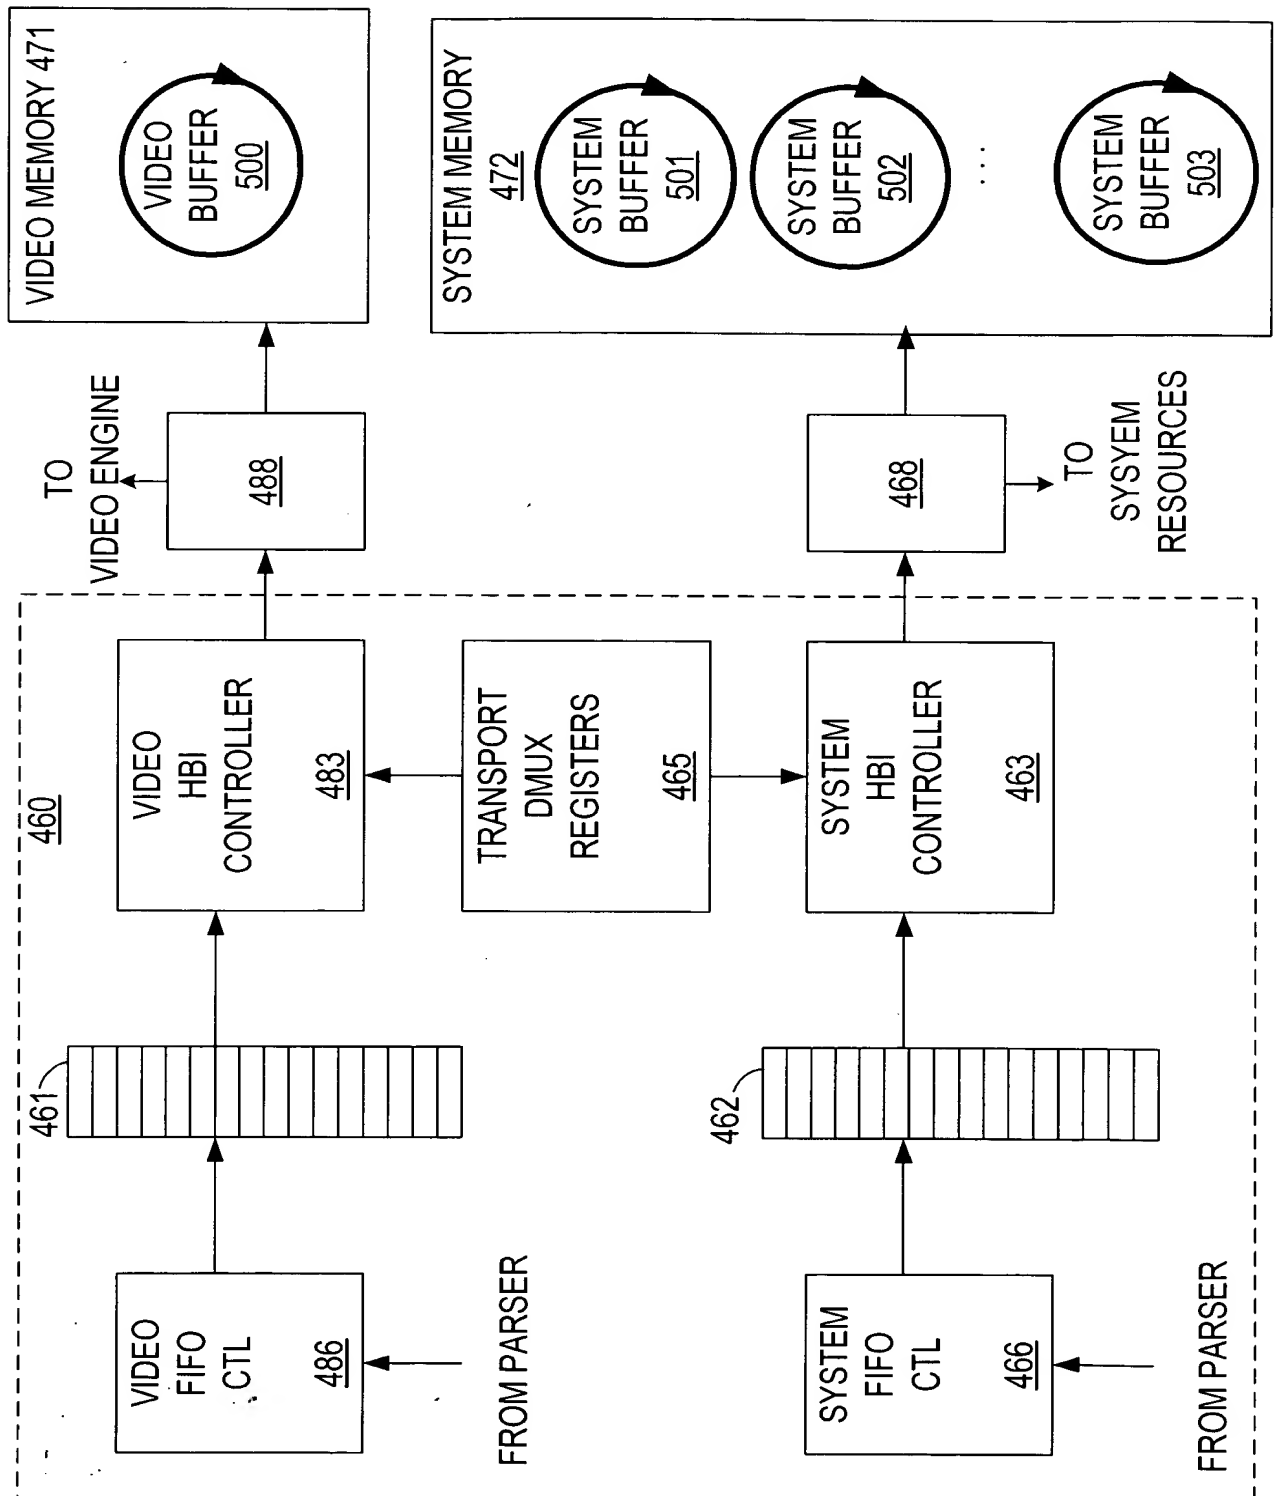 VIDEO MEMORY 471
VIDEO
BUFFER
500
SYSTEM MEMORY
472
SYSTEM
BUFFER
501
SYSTEM
BUFFER
502
....
SYSTEM
BUFFER
503
TO
VIDEO ENGINE
488
468
TO
SYSYEM
RESOURCES
460
VIDEO
HBI
CONTROLLER
483
TRANSPORT
DMUX
REGISTERS
465
SYSTEM
HBI
CONTROLLER
463
461
462
VIDEO
FIFO
CTL
486
FROM PARSER
SYSTEM
FIFO
CTL
466
FROM PARSER